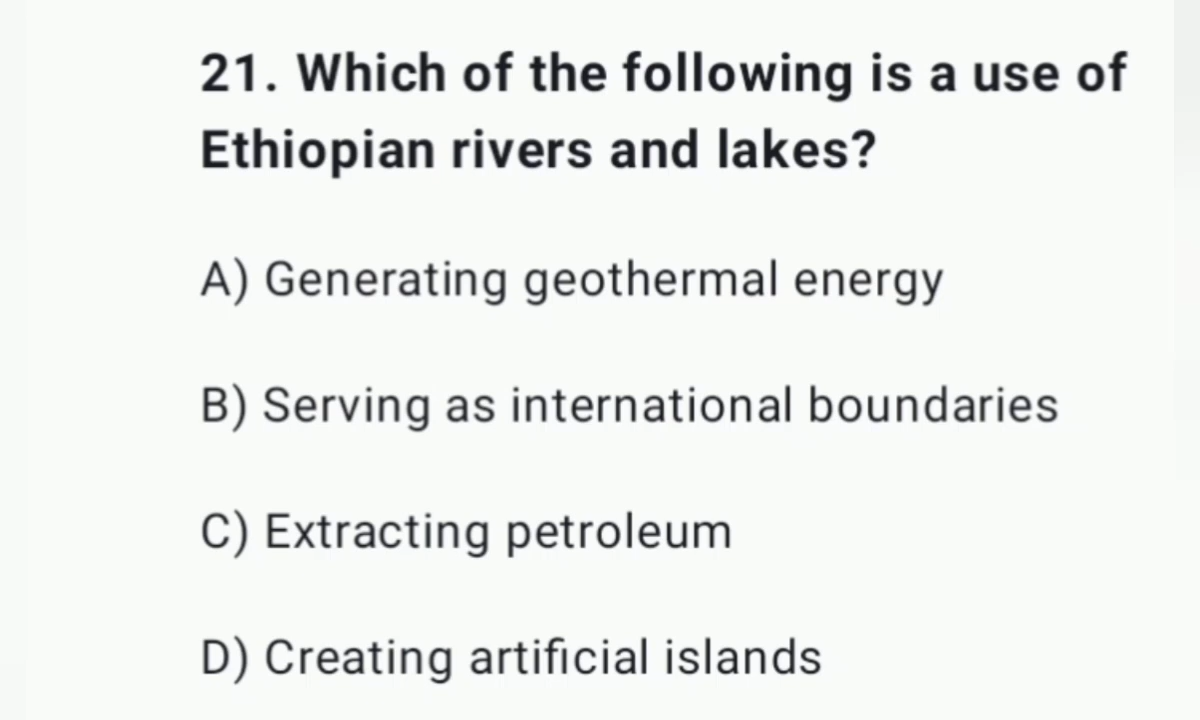 21. Which of the following is a use of
Ethiopian rivers and lakes?
A) Generating geothermal energy
B) Serving as international boundaries
C) Extracting petroleum
D) Creating artificial islands